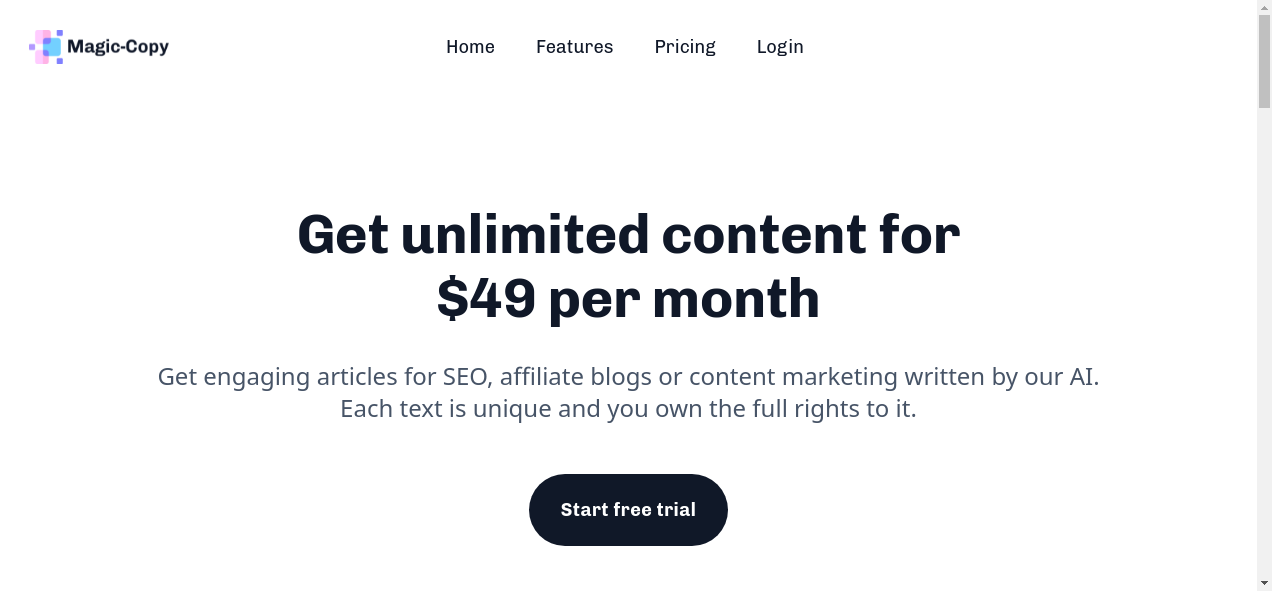 Magic-Copy
Home Features Pricing Login
Get unlimited content for
$49 per month
Get engaging articles for SEO, affiliate blogs or content marketing written by our AI.
Each text is unique and you own the full rights to it.
Start free trial